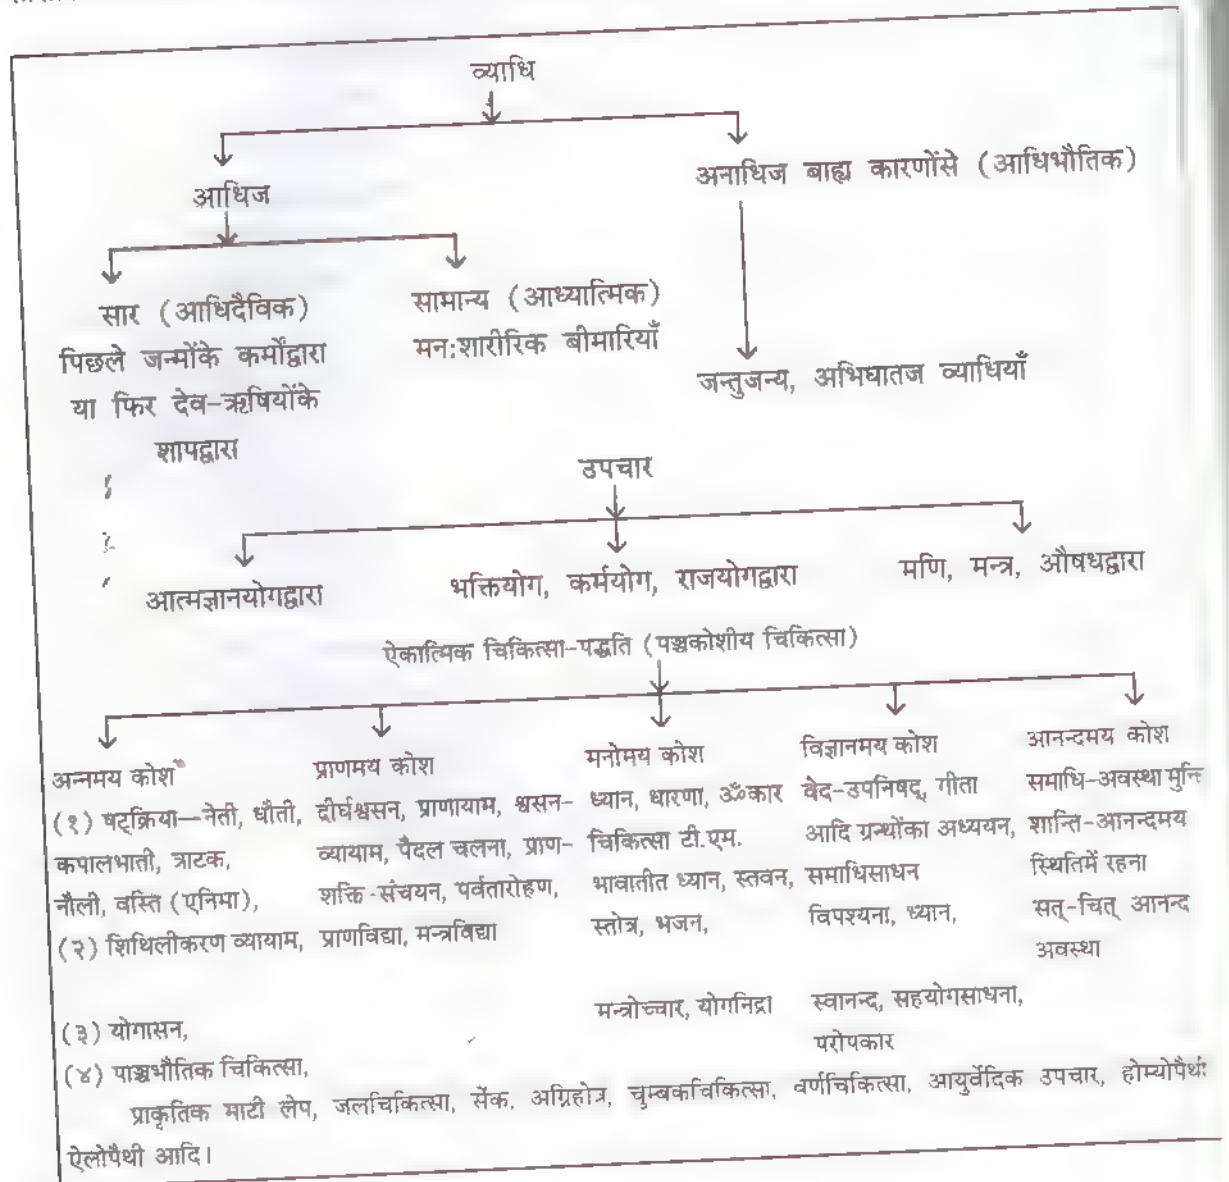 व्याधि
आधिज
अनाधिज बाह्य कारणोंसे (आधिभौतिक)
सार (आधिदैविक)
पिछले जन्मोंके कर्मोंद्वारा
या फिर देव-ऋषियोंके
शापद्वारा
सामान्य (आध्यात्मिक)
मन:शारीरिक बीमारियाँ
जन्तुजन्य, अभिघातज व्याधियाँ
उपचार
आत्मज्ञानयोगद्वारा
भक्तियोग, कर्मयोग, राजयोगद्वारा
मणि, मन्त्र, औषधद्वारा
ऐकात्मिक चिकित्सा-पद्धति (पञ्चकोशीय चिकित्सा)
अन्नमय कोश
(१) षट्क्रिया—नेती, धौती,
कपालभाती, त्राटक,
नौली, वस्ति (एनिमा),
(२) शिथिलीकरण व्यायाम,
(३) योगासन,
(४) पाञ्चभौतिक चिकित्सा,
प्राणमय कोश
दीर्घश्वसन, प्राणायाम, श्वसन-
व्यायाम, पैदल चलना, प्राण-
शक्ति-संचयन, पर्वतारोहण,
प्राणविद्या, मन्त्रविद्या
मनोमय कोश
ध्यान, धारणा, ॐकार
चिकित्सा टी.एम.
भावातीत ध्यान, स्तवन,
स्तोत्र, भजन,
मन्त्रोच्चार, योगनिद्रा
विज्ञानमय कोश
वेद-उपनिषद्, गीता
आदि ग्रन्थोंका अध्ययन,
समाधिसाधन
विपश्यना, ध्यान,
स्वानन्द, सहयोगसाधना,
परोपकार
आनन्दमय कोश
समाधि-अवस्था
शान्ति-आनन्दमय
स्थितिमें रहना
सत्-चित् आनन्द
अवस्था
प्राकृतिक माटी लेप, जलचिकित्सा, सेंक, अग्निहोत्र, चुम्बकचिकित्सा, वर्णचिकित्सा, आयुर्वेदिक उपचार,
ऐलोपैथी आदि।